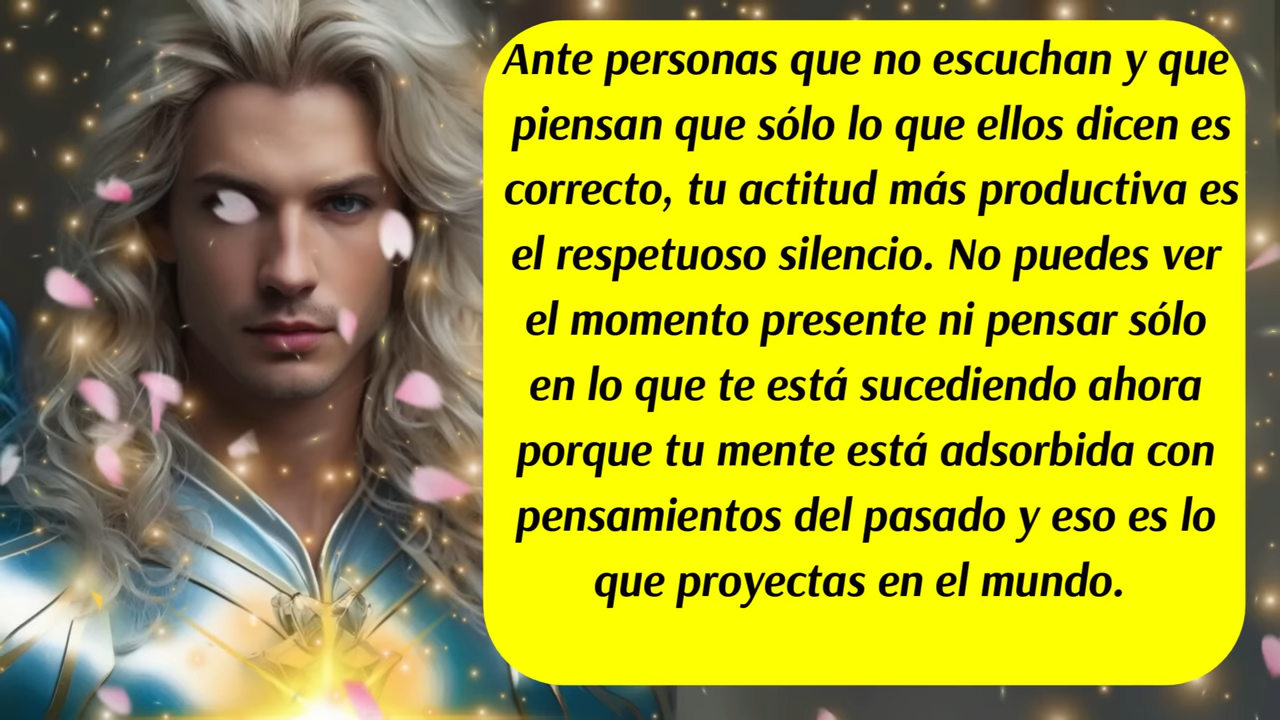 Ante personas que no escuchan y que
piensan que sólo lo que ellos dicen es
correcto, tu actitud más productiva es
el respetuoso silencio. No puedes ver
el momento presente ni pensar sólo
en lo que te está sucediendo ahora
porque tu mente está adsorbida con
pensamientos del pasado y eso es lo
que proyectas en el mundo.